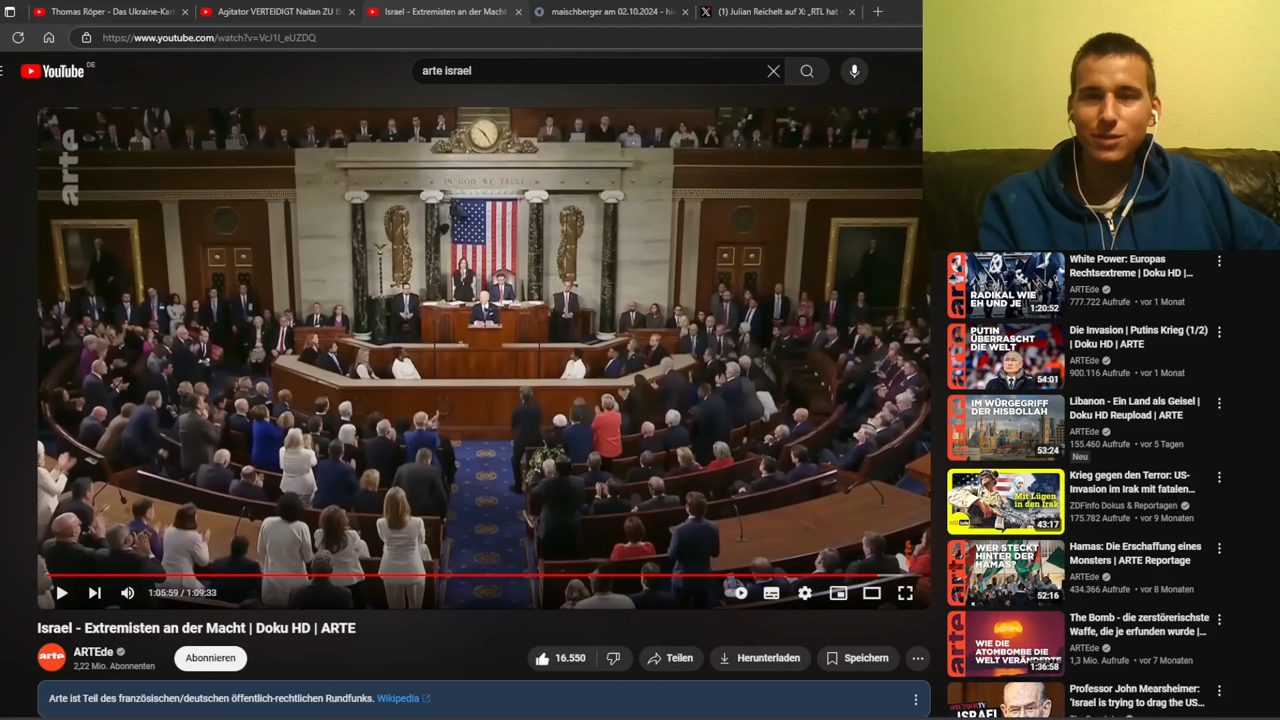 Thomas Röper - Das Ukraine-Kart
Agitator VERTEIDIGT Naitan ZU IS
Israel - Extremisten an der Macht
maischberger am 02.10.2024 - hie
(1) Julian Reichelt auf X: „RTL hat
https://www.youtube.com/watch?v=VcJ1I_eUZDQ
YouTube DE
arte israel
arte
IN GOD WE TRUST
1:05:59 / 1:09:33
Israel - Extremisten an der Macht | Doku HD | ARTE
arte
ARTEde
2,22 Mio. Abonnenten
Abonnieren
16.550
Teilen
Herunterladen
Speichern
Arte ist Teil des französischen/deutschen öffentlich-rechtlichen Rundfunks. Wikipedia
arte
RADIKAL WIE
EH UND JE
1:20:52
White Power: Europas
Rechtsextreme | Doku HD |...
ARTEde
777.722 Aufrufe • vor 1 Monat
arte
PUTIN
ÜBERRASCHT
DIE WELT
54:01
Die Invasion | Putins Krieg (1/2)
| Doku HD | ARTE
ARTEde
900.116 Aufrufe • vor 1 Monat
arte
IM WÜRGEGRIFF
DER HISBOLLAH
53:24
Libanon - Ein Land als Geisel |
Doku HD Reupload | ARTE
ARTEde
155.460 Aufrufe • vor 5 Tagen
Neu
Mit Lügen
in den Irak
43:17
Krieg gegen den Terror: US-
Invasion im Irak mit fatalen...
ZDFinfo Dokus & Reportagen
175.782 Aufrufe • vor 9 Monaten
arte
WER STECKT
HINTER DER
HAMAS?
52:16
Hamas: Die Erschaffung eines
Monsters | ARTE Reportage
ARTEde
434.366 Aufrufe • vor 8 Monaten
arte
WIE DIE
ATOMBOMBE DIE
WELT VERÄNDERTE
1:36:58
The Bomb - die zerstörerischste
Waffe, die je erfunden wurde |...
ARTEde
1,3 Mio. Aufrufe • vor 7 Monaten
ISRAEL
Professor John Mearsheimer:
'Israel is trying to drag the US...